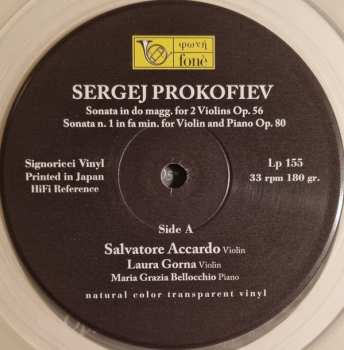 φωνή
fonè
SERGEJ PROKOFIEV
Sonata in do magg. for 2 Violins Op. 56
Sonata n. 1 in fa min. for Violin and Piano Op. 80
Signoricci Vinyl
Printed in Japan
HiFi Reference
Lp 155
33 rpm 180 gr.
Side A
Salvatore Accardo Violin
Laura Gorna Violin
Maria Grazia Bellocchio Piano
natural color transparent vinyl